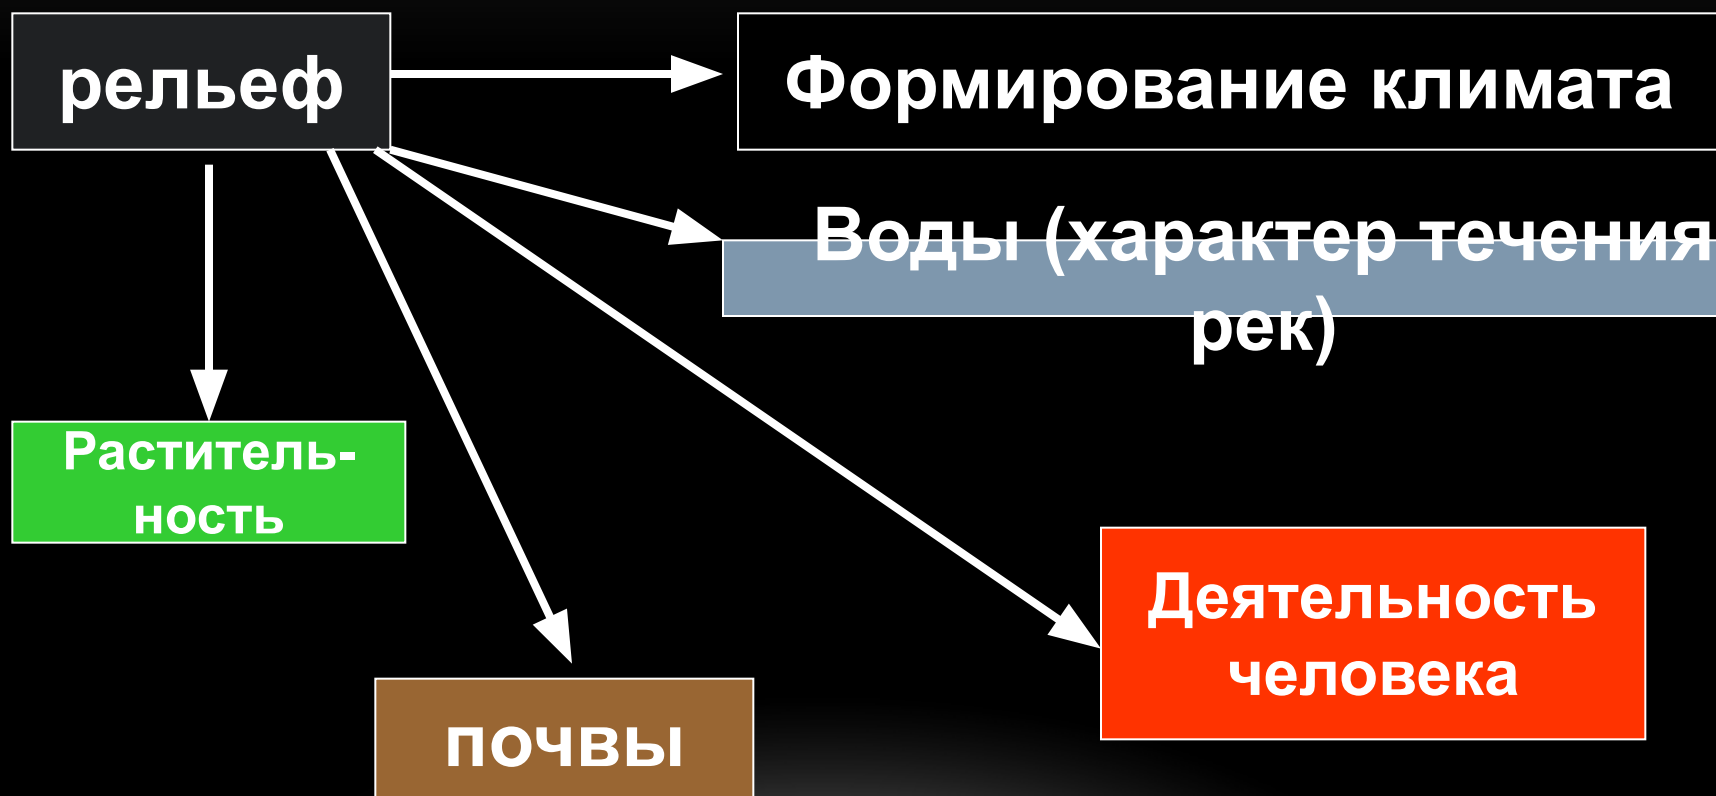 рельеф
Формирование климата
Воды (характер течения
рек)
Раститель-
ность
Деятельность
человека
почвы